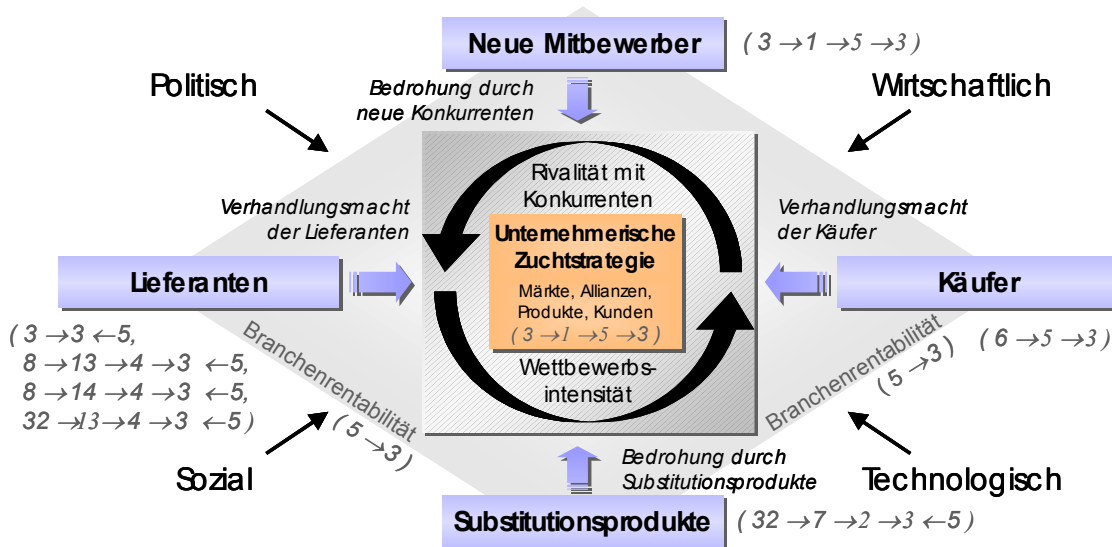 Neue Mitbewerber
( 3 →1 →5 →3 )
Politisch
Bedrohung durch
neue Konkurrenten
Wirtschaftlich
Rivalität mit
Konkurrenten
Verhandlungsmacht
der Lieferanten
Unternehmerische
Zuchtstrategie
Märkte, Allianzen,
Produkte, Kunden
( 3 →1 →5 →3 )
Verhandlungsmacht
der Käufer
Lieferanten
Käufer
( 3 →3 ←5,
8 →13 →4 →3 ←5,
8 →14 →4 →3 ←5,
32 →13→4 →3 ←5)
Branchenrentabilität
( 5 →3 )
Wettbewerbs-
intensität
Branchenrentabilität
( 5 →3 )
( 6 →5 →3 )
Sozial
Bedrohung durch
Substitutionsprodukte
Technologisch
Substitutionsprodukte
( 32 →7 →2 →3 ←5 )